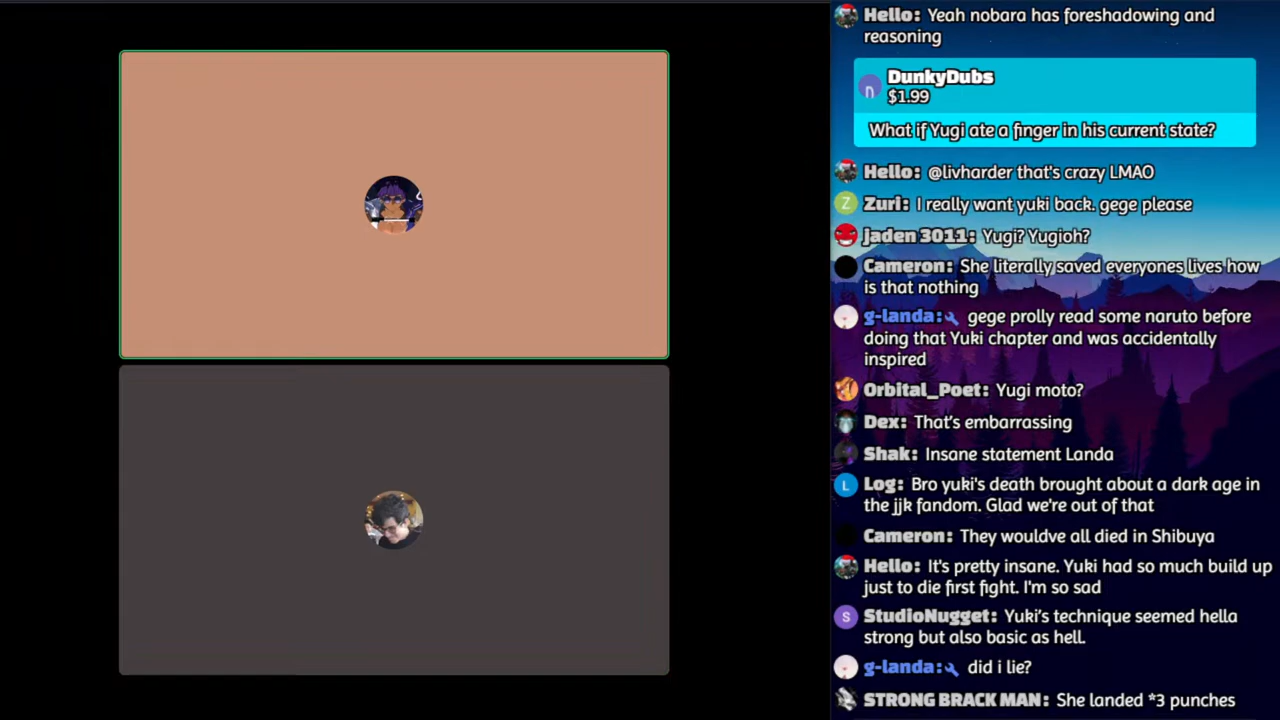 Hello: Yeah nobara has foreshadowing and
reasoning
n
DunkyDubs
$1.99
What if Yugi ate a finger in his current state?
Hello: @livharder that's crazy LMAO
Z Zuri: I really want yuki back. gege please
jaden 3011: Yugi? Yugioh?
Cameron: She literally saved everyones lives how
is that nothing
g-landa: gege prolly read some naruto before
doing that Yuki chapter and was accidentally
inspired
Orbital_Poet: Yugi moto?
Dex: That's embarrassing
Shak: Insane statement Landa
L Log: Bro yuki's death brought about a dark age in
the jjk fandom. Glad we're out of that
Cameron: They wouldve all died in Shibuya
Hello: It's pretty insane. Yuki had so much build up
just to die first fight. I'm so sad
S StudioNugget: Yuki's technique seemed hella
strong but also basic as hell.
g-landa: did i lie?
STRONG BRACK MAN: She landed *3 punches